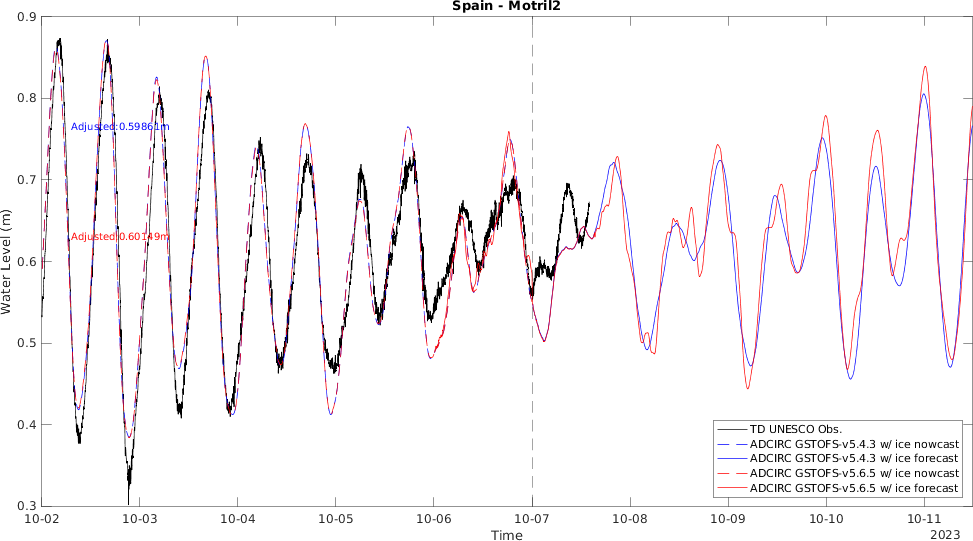 Spain - Motril2
0.9
0.8
0.7
0.6
0.5
0.4
0.3
Water Level (m)
Adjusted:0.59861m
Adjusted:0.60149m
TD UNESCO Obs.
ADCIRC GSTOFS-v5.4.3 w/ ice nowcast
ADCIRC GSTOFS-v5.4.3 w/ ice forecast
ADCIRC GSTOFS-v5.6.5 w/ ice nowcast
ADCIRC GSTOFS-v5.6.5 w/ ice forecast
10-02 10-03 10-04 10-05 10-06 10-07 10-08 10-09 10-10 10-11
Time
2023